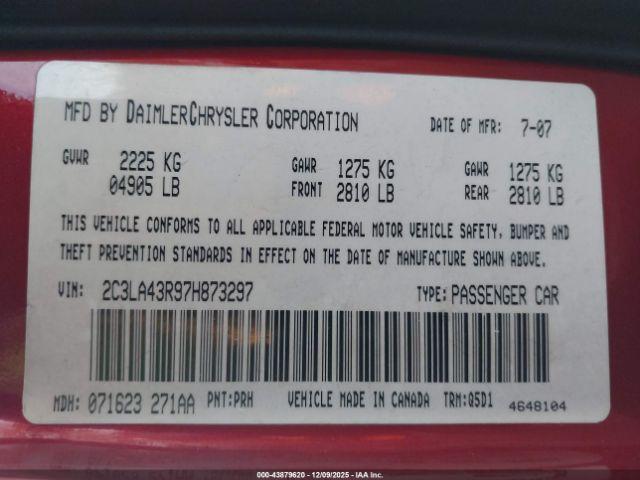 MFD BY DAIMLERCHRYSLER CORPORATION DATE OF MFR: 7-07
GVWR 2225 KG GAWR 1275 KG GAWR 1275 KG
04905 LB FRONT 2810 LB REAR 2810 LB
THIS VEHICLE CONFORMS TO ALL APPLICABLE FEDERAL MOTOR VEHICLE SAFETY, BUMPER AND
THEFT PREVENTION STANDARDS IN EFFECT ON THE DATE OF MANUFACTURE SHOWN ABOVE.
VIN: 2C3LA43R97H873297 TYPE: PASSENGER CAR
MDH: 071623 271AA PNT:PRH VEHICLE MADE IN CANADA TRM:Q5D1
4648104
000-43879620 - 12/09/2025 - IAA Inc.